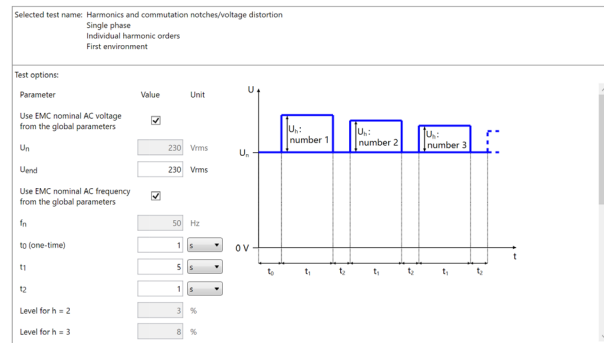 Selected test name: Harmonics and commutation notches/voltage distortion
Single phase
Individual harmonic orders
First environment
Test options:
Parameter Value Unit
Use EMC nominal AC voltage
from the global parameters
Un 230 Vrms
Uend 230 Vrms
Use EMC nominal AC frequency
from the global parameters
fn 50 Hz
t0 (one-time) 1 s
t1 5 s
t2 1 s
Level for h = 2 3 %
Level for h = 3 8 %
U
Uh:
number 1
Uh:
number 2
Uh:
number 3
Un
0 V
t
t0 t1 t2 t1 t2 t1 t2